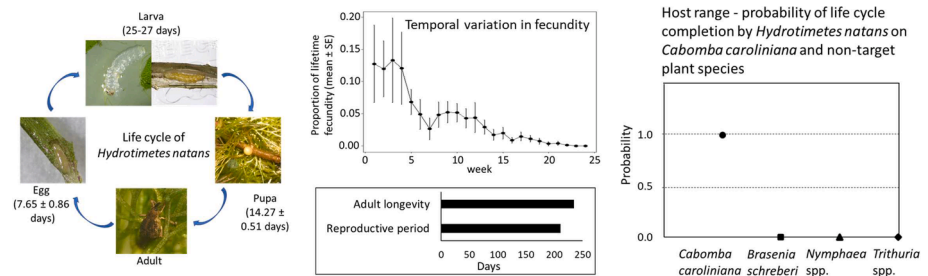 Larva
(25-27 days)
Life cycle of
Hydrotimetes natans
Egg
(7.65 ± 0.86
days)
Pupa
(14.27 ±
0.51 days)
Adult
Temporal variation in fecundity
Proportion of lifetime
fecundity (mean ± SE)
0.20
0.15
0.10
0.05
0.00
0 5 10 15 20 25
week
Adult longevity
Reproductive period
0 50 100 150 200 250
Days
Host range - probability of life cycle
completion by Hydrotimetes natans on
Cabomba caroliniana and non-target
plant species
Probability
1.0
0.5
0.0
Cabomba
caroliniana
Brasenia
schreberi
Nymphaea
spp.
Trithuria
spp.